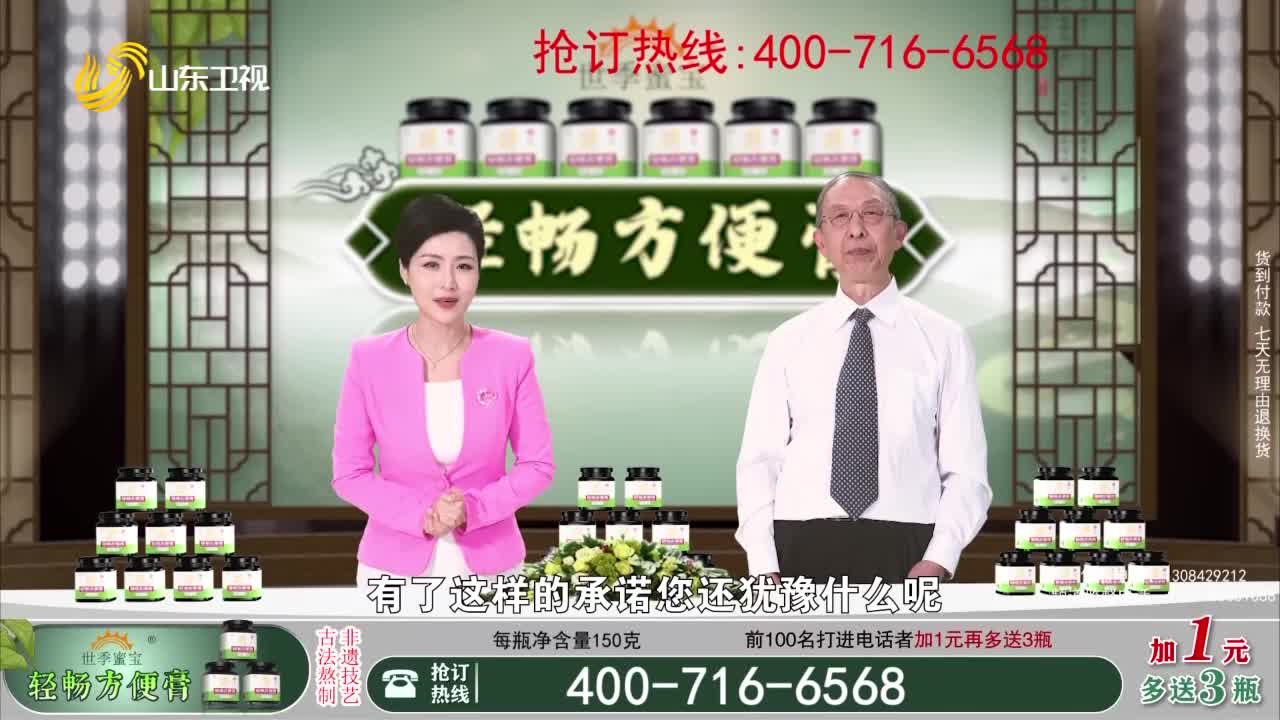 山东卫视
抢订热线:400-716-6568
世季蜜宝
轻畅方便膏
货到付款 七天无理由退换货
有了这样的承诺您还犹豫什么呢
308429212
世季蜜宝®
轻畅方便膏
非遗技艺
古法熬制
每瓶净含量150克
前100名打进电话者加1元再多送3瓶
抢订
热线
400-716-6568
加1元
多送3瓶